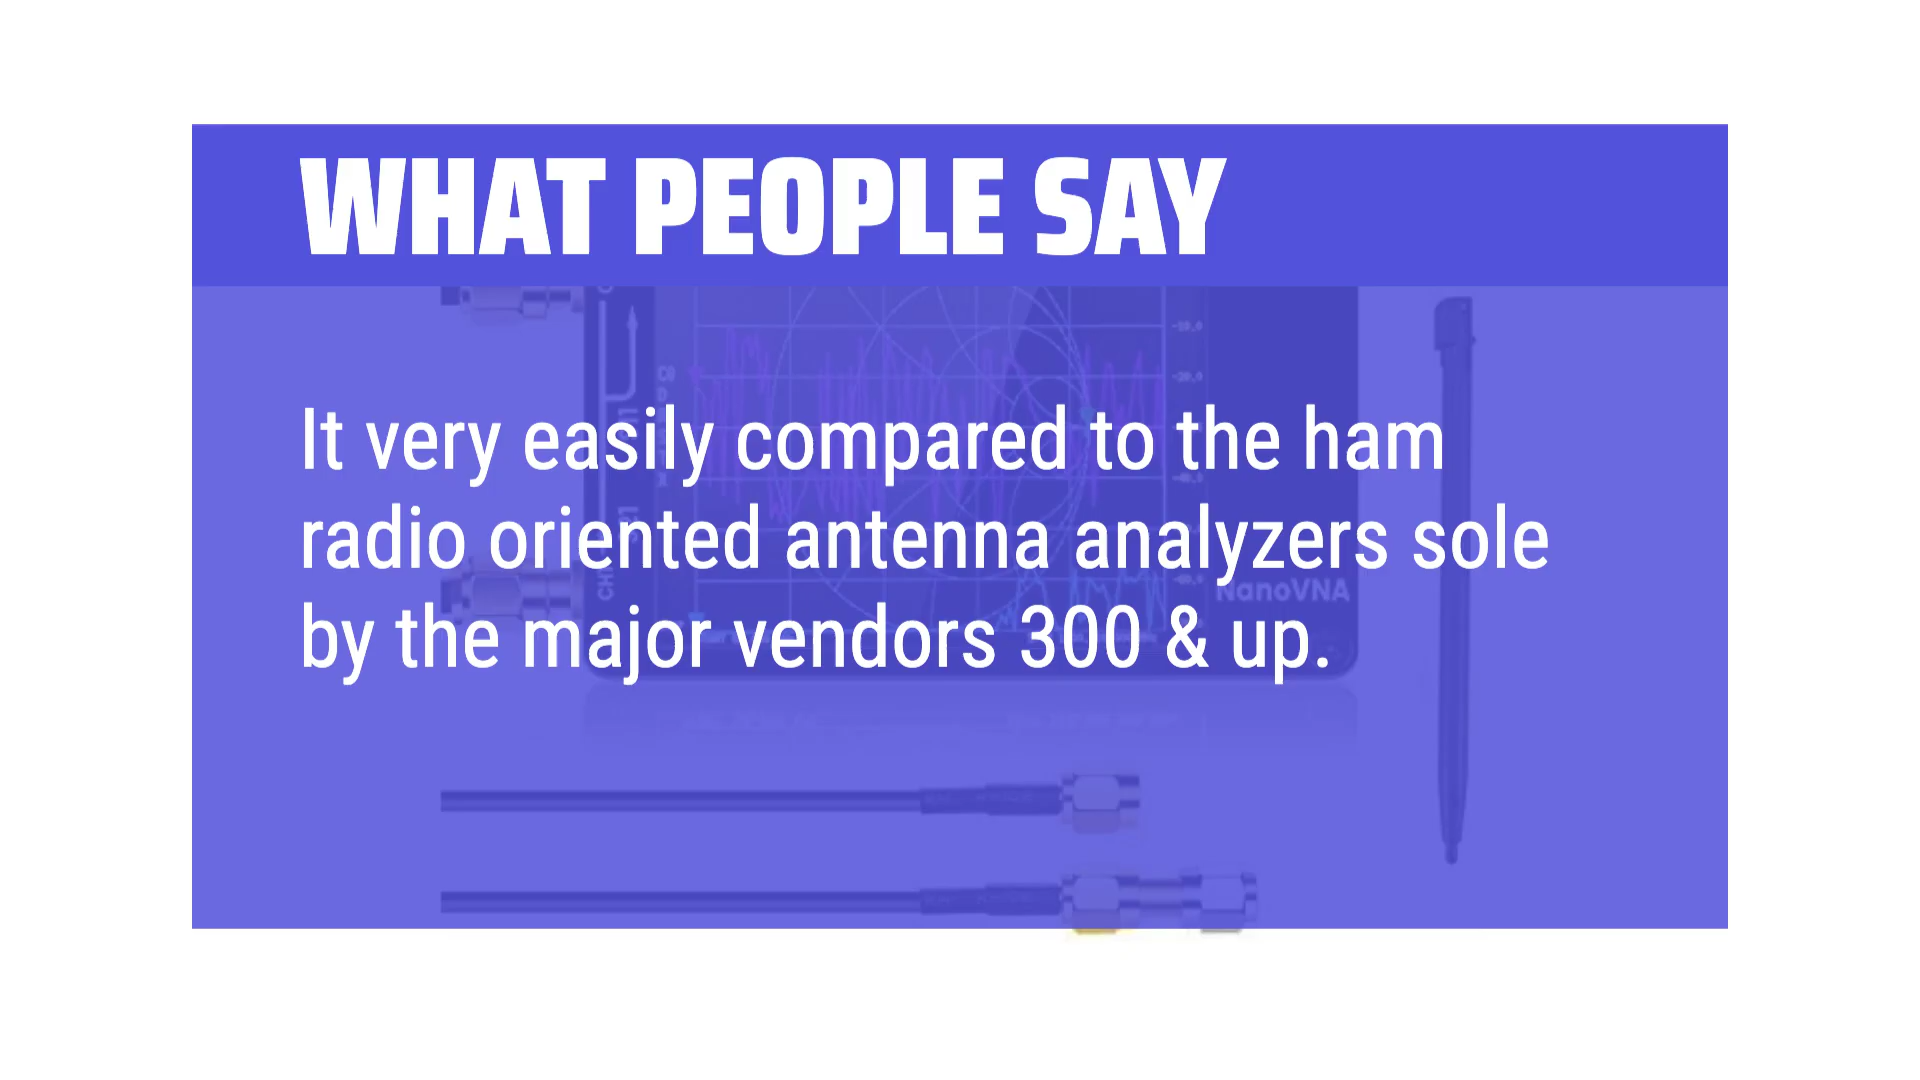 WHAT PEOPLE SAY
It very easily compared to the ham
radio oriented antenna analyzers sole
by the major vendors 300 & up.
NanoVNA